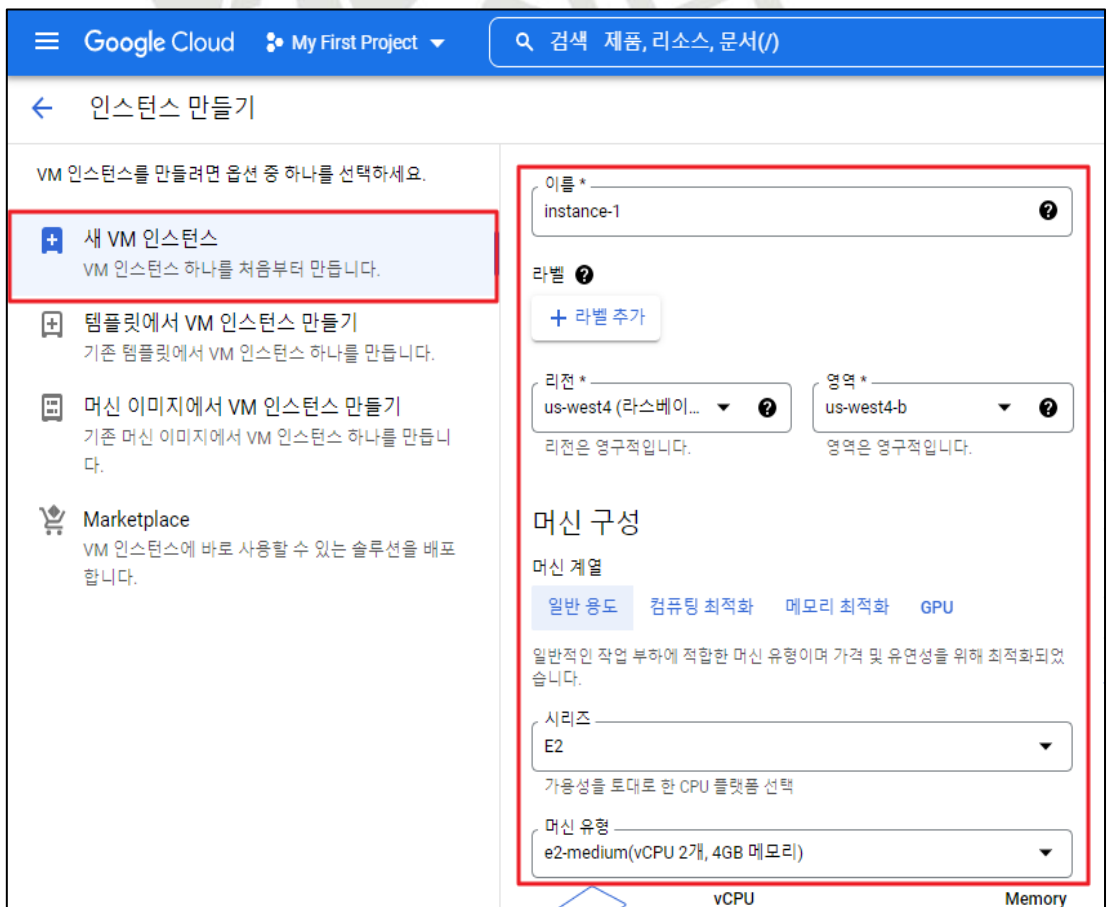 Google Cloud
My First Project
검색 제품, 리소스, 문서(/)
인스턴스 만들기
VM 인스턴스를 만들려면 옵션 중 하나를 선택하세요.
새 VM 인스턴스
VM 인스턴스 하나를 처음부터 만듭니다.
템플릿에서 VM 인스턴스 만들기
기존 템플릿에서 VM 인스턴스 하나를 만듭니다.
머신 이미지에서 VM 인스턴스 만들기
기존 머신 이미지에서 VM 인스턴스 하나를 만듭니
다.
Marketplace
VM 인스턴스에 바로 사용할 수 있는 솔루션을 배포
합니다.
이름 *
instance-1
라벨
+ 라벨 추가
리전 *
us-west4 (라스베이...
리전은 영구적입니다.
영역 *
us-west4-b
영역은 영구적입니다.
머신 구성
머신 계열
일반 용도 컴퓨팅 최적화 메모리 최적화 GPU
일반적인 작업 부하에 적합한 머신 유형이며 가격 및 유연성을 위해 최적화되었
습니다.
시리즈
E2
가용성을 토대로 한 CPU 플랫폼 선택
머신 유형
e2-medium(vCPU 2개, 4GB 메모리)
vCPU Memory